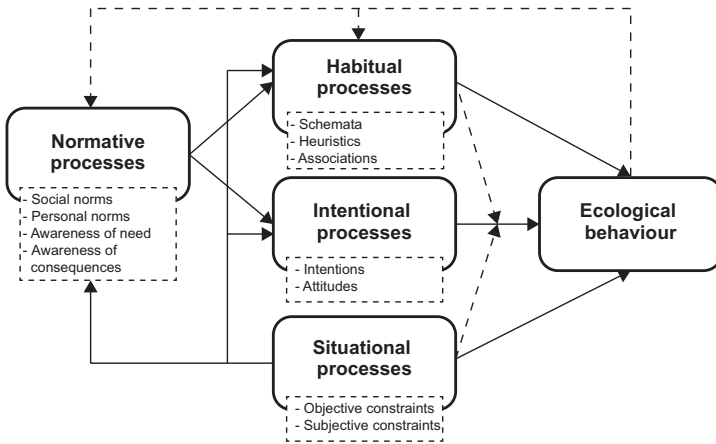 Habitual
processes
- Schemata
- Heuristics
- Associations
Normative
processes
- Social norms
- Personal norms
- Awareness of need
- Awareness of
consequences
Intentional
processes
- Intentions
- Attitudes
Ecological
behaviour
Situational
processes
- Objective constraints
- Subjective constraints